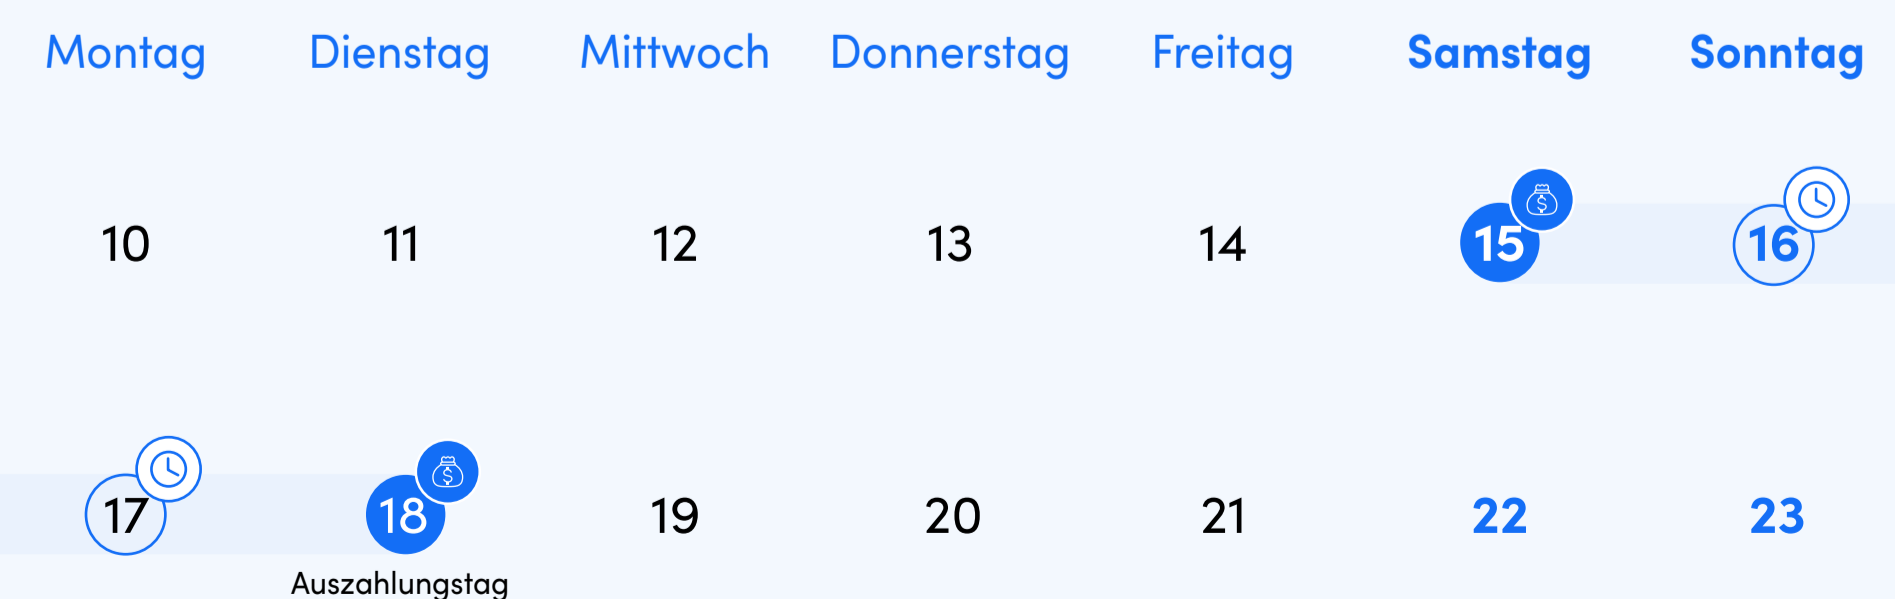 Montag Dienstag Mittwoch Donnerstag Freitag Samstag Sonntag
10 11 12 13 14 15 16
17 18 19 20 21 22 23
Auszahlungstag